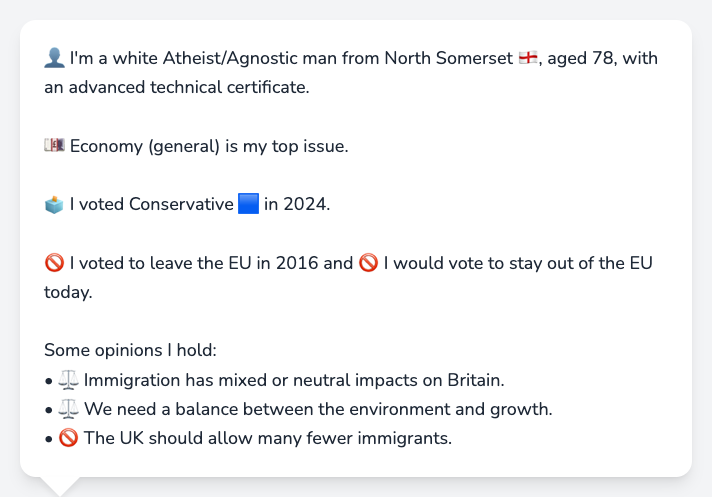 👤 I'm a white Atheist/Agnostic man from North Somerset 🏴󠁧󠁢󠁥󠁮󠁧󠁿, aged 78, with
an advanced technical certificate.
💷 Economy (general) is my top issue.
🗳️ I voted Conservative 🟦 in 2024.
🚫 I voted to leave the EU in 2016 and 🚫 I would vote to stay out of the EU
today.
Some opinions I hold:
• ⚖️ Immigration has mixed or neutral impacts on Britain.
• ⚖️ We need a balance between the environment and growth.
• 🚫 The UK should allow many fewer immigrants.